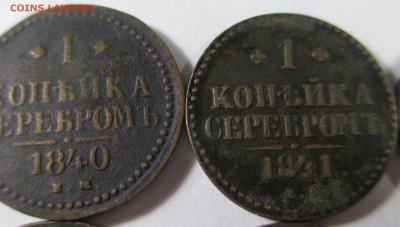 COINS.LAVE.RU
1
КОПѢЙКА
СЕРЕБРОМЪ
1840
Е.М
1
КОПѢЙКА
СЕРЕБРОМЪ
1841